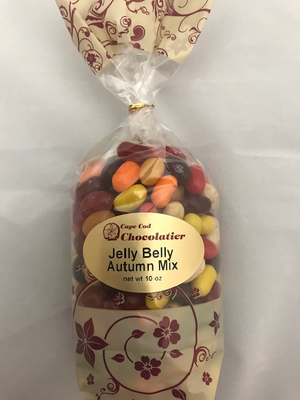 Cape Cod
Chocolatier
Jelly Belly
Autumn Mix
net wt 10 oz